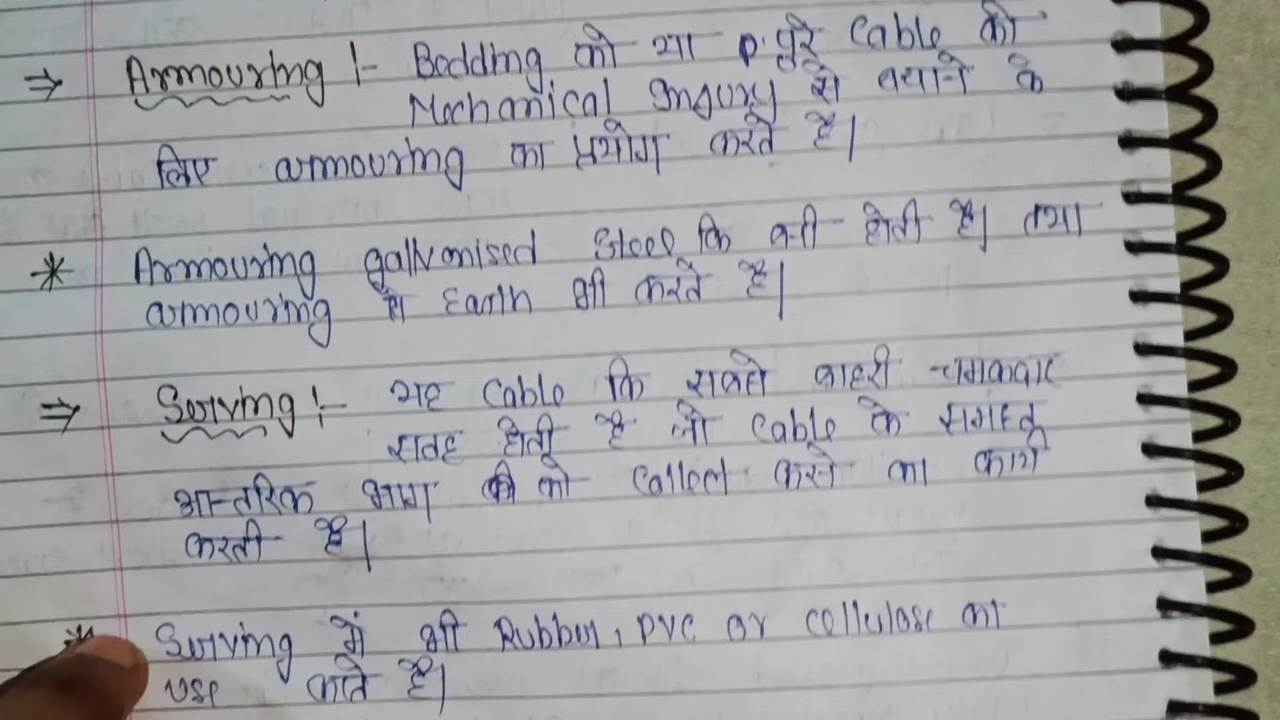 ⇒ Armouring :- Bedding को या पुरे Cable को
Mechanical Injury से बचाने के
लिए armouring का प्रयोग करते है।
* Armouring galvanised Steel कि बनी होती है। तथा
armouring से Earth भी करते है।
⇒ Serving :- यह Cable कि सबसे बाहरी चमकदार
सतह होती है जो Cable के समस्त
आन्तरिक भाग को Collect करने का कार्य
करती है।
* Serving में भी Rubber, PVC or cellulose का
use करते है।